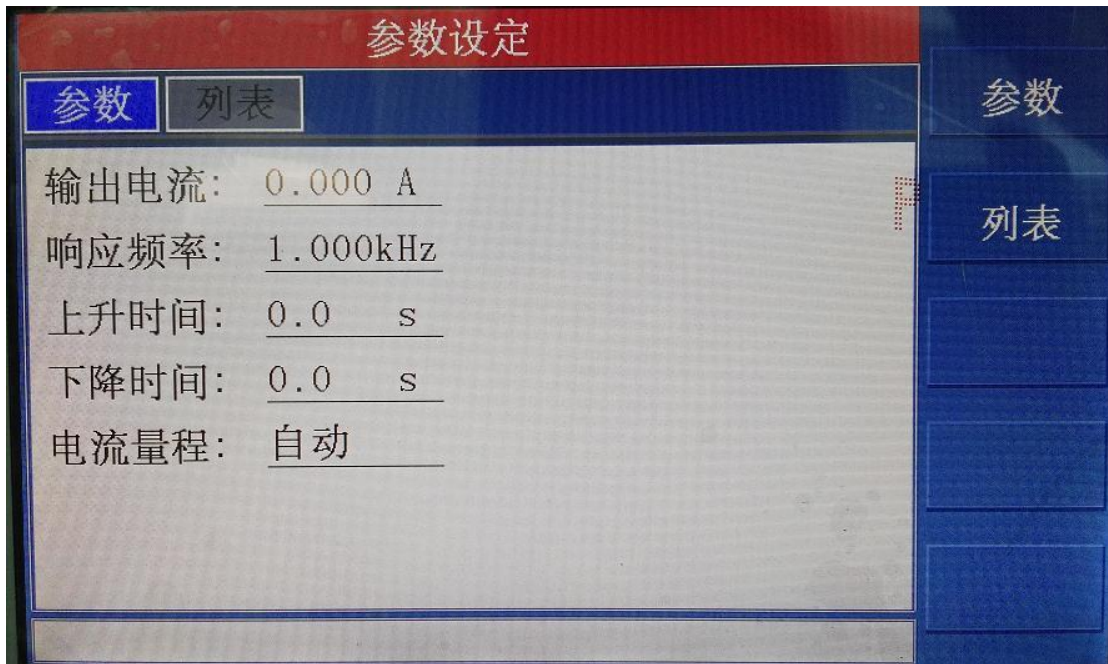 参数设定
参数 列表
输出电流: 0.000 A
响应频率: 1.000kHz
上升时间: 0.0 s
下降时间: 0.0 s
电流量程: 自动
P
参数
列表